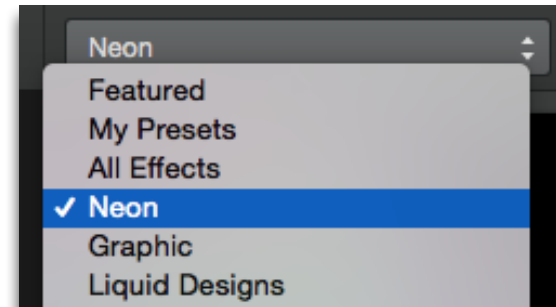 Neon
Featured
My Presets
All Effects
✓ Neon
Graphic
Liquid Designs